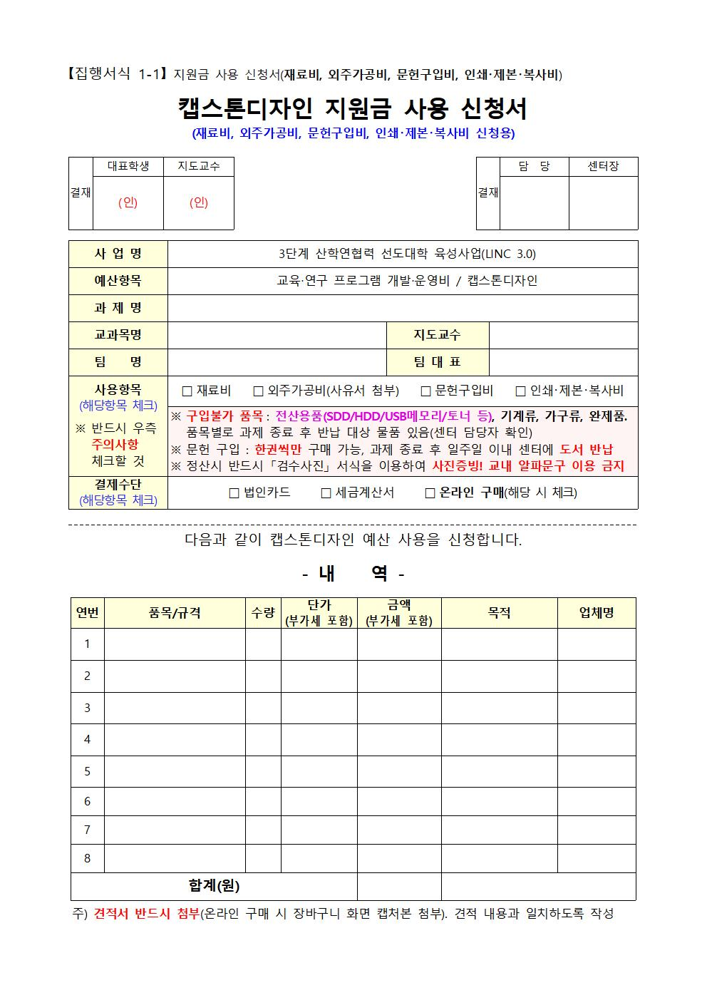 【집행서식 1-1】 지원금 사용 신청서(재료비, 외주가공비, 문헌구입비, 인쇄·제본·복사비)
캡스톤디자인 지원금 사용 신청서
(재료비, 외주가공비, 문헌구입비, 인쇄·제본·복사비 신청용)
결재 대표학생 지도교수
(인) (인)
결재 담 당 센터장
사 업 명 3단계 산학연협력 선도대학 육성사업(LINC 3.0)
예산항목 교육·연구 프로그램 개발·운영비 / 캡스톤디자인
과 제 명
교과목명 지도교수
팀 명 팀 대 표
사용항목
(해당항목 체크)
※ 반드시 우측
주의사항
체크할 것
□ 재료비 □ 외주가공비(사유서 첨부) □ 문헌구입비 □ 인쇄·제본·복사비
※ 구입불가 품목 : 전산용품(SDD/HDD/USB메모리/토너 등), 기계류, 가구류, 완제품.
품목별로 과제 종료 후 반납 대상 물품 있음(센터 담당자 확인)
※ 문헌 구입 : 한권씩만 구매 가능, 과제 종료 후 일주일 이내 센터에 도서 반납
※ 정산시 반드시「검수사진」서식을 이용하여 사진증빙! 교내 알파문구 이용 금지
결제수단
(해당항목 체크)
□ 법인카드 □ 세금계산서 □ 온라인 구매(해당 시 체크)
다음과 같이 캡스톤디자인 예산 사용을 신청합니다.
- 내 역 -
연번 품목/규격 수량 단가 (부가세 포함) 금액 (부가세 포함) 목적 업체명
1
2
3
4
5
6
7
8
합계(원)
주) 견적서 반드시 첨부(온라인 구매 시 장바구니 화면 캡처본 첨부). 견적 내용과 일치하도록 작성